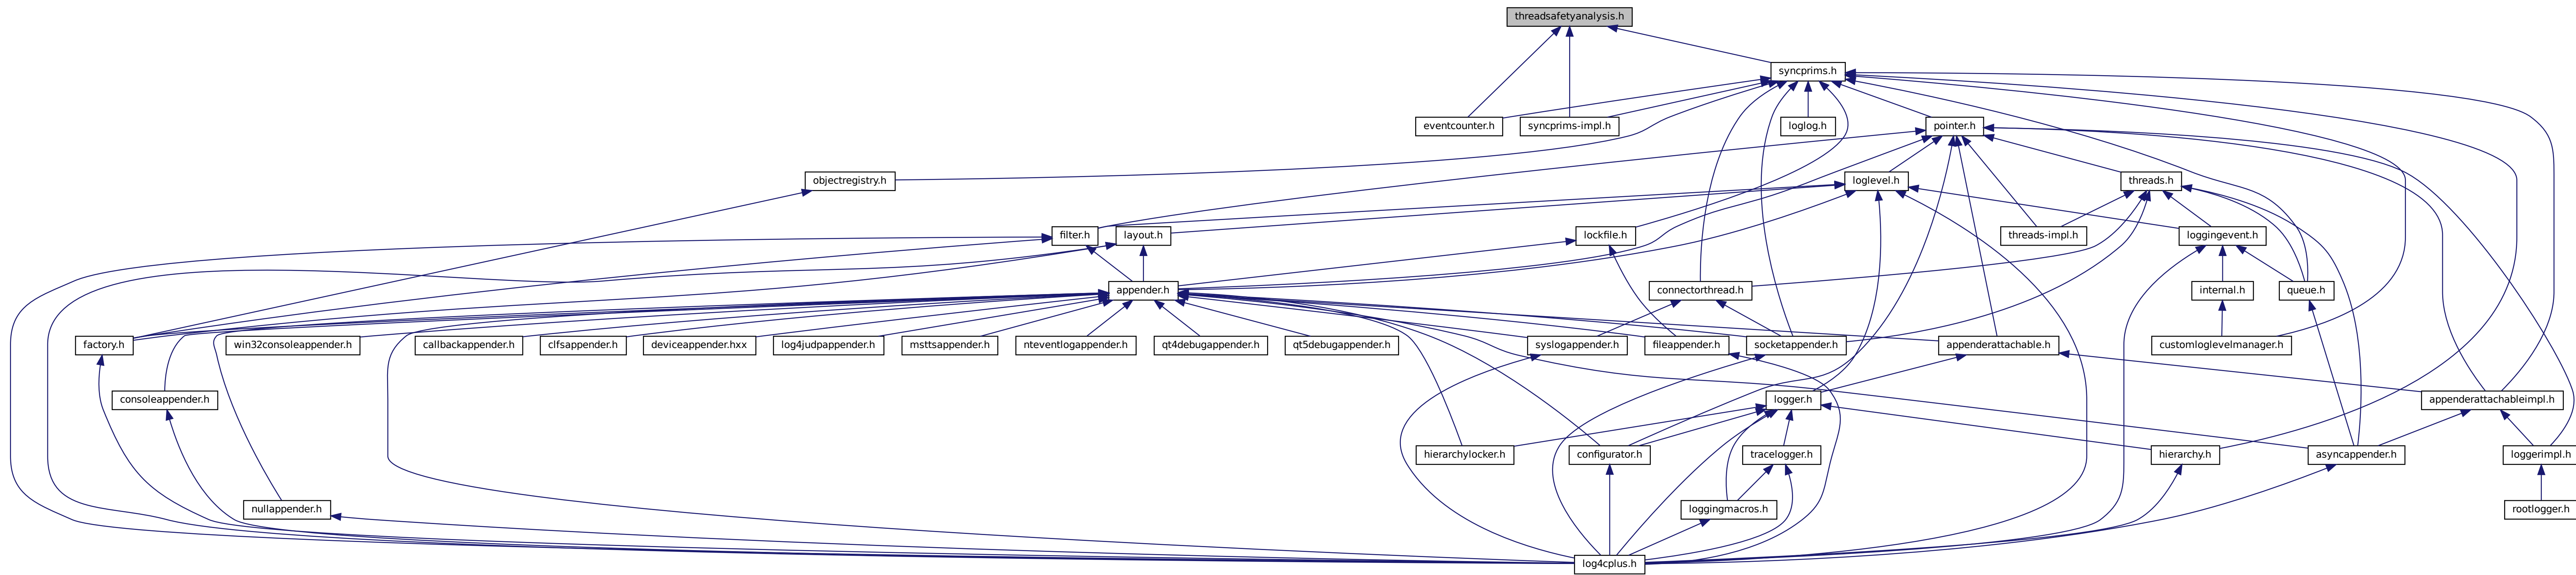 threadsafetyanalysis.h
syncprims.h
eventcounter.h
syncprims-impl.h
loglog.h
pointer.h
objectregistry.h
loglevel.h
threads.h
filter.h
layout.h
lockfile.h
threads-impl.h
loggingevent.h
appender.h
connectorthread.h
internal.h
queue.h
factory.h
win32consoleappender.h
callbackappender.h
clfsappender.h
deviceappender.hxx
log4judpappender.h
msttsappender.h
nteventlogappender.h
qt4debugappender.h
qt5debugappender.h
syslogappender.h
fileappender.h
socketappender.h
appenderattachable.h
customloglevelmanager.h
consoleappender.h
logger.h
appenderattachableimpl.h
hierarchylocker.h
configurator.h
tracelogger.h
hierarchy.h
asyncappender.h
loggerimpl.h
nullappender.h
loggingmacros.h
rootlogger.h
log4cplus.h